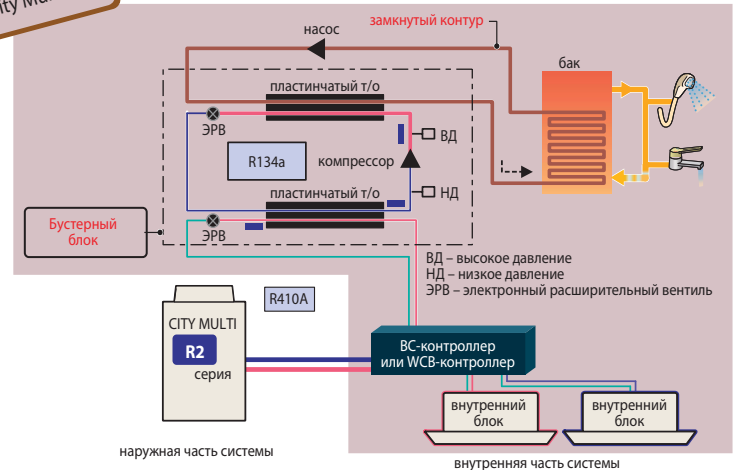 замкнутый контур
насос
бак
пластинчатый т/о
ЭРВ
ВД
R134a
компрессор
пластинчатый т/о
НД
Бустерный
блок
ЭРВ
ВД – высокое давление
НД – низкое давление
ЭРВ – электронный расширительный вентиль
R410A
CITY MULTI
R2
серия
BC-контроллер
или WCB-контроллер
внутренний
блок
внутренний
блок
наружная часть системы
внутренняя часть системы